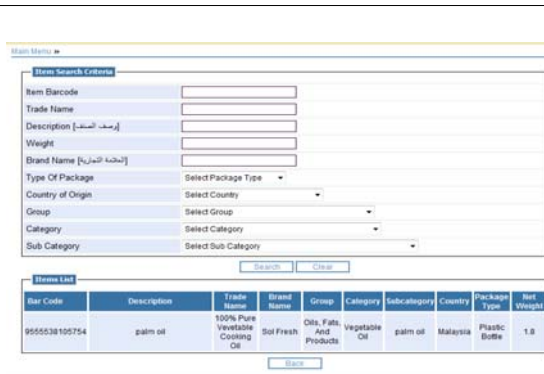 Main Menu »
Item Search Criteria
Item Barcode
Trade Name
Description [وصف الصنف]
Weight
Brand Name [العلامة التجارية]
Type Of Package Select Package Type
Country of Origin Select Country
Group Select Group
Category Select Category
Sub Category Select Sub Category
Search Clear
Items List
Bar Code Description Trade Name Brand Name Group Category Subcategory Country Package Type Net Weight
9555538105754 palm oil 100% Pure Vevetable Cooking Oil Sol Fresh Oils, Fats, And Products Vegetable Oil palm oil Malaysia Plastic Bottle 1.8
Back